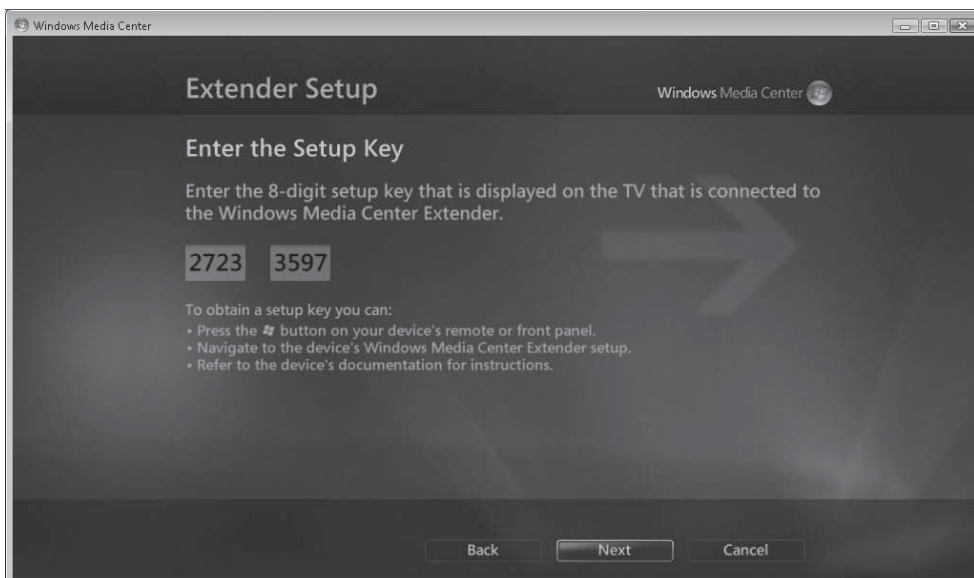 Windows Media Center
Extender Setup
Windows Media Center
Enter the Setup Key
Enter the 8-digit setup key that is displayed on the TV that is connected to
the Windows Media Center Extender.
2723 3597
To obtain a setup key you can:
• Press the button on your device's remote or front panel.
• Navigate to the device's Windows Media Center Extender setup.
• Refer to the device's documentation for instructions.
Back Next Cancel